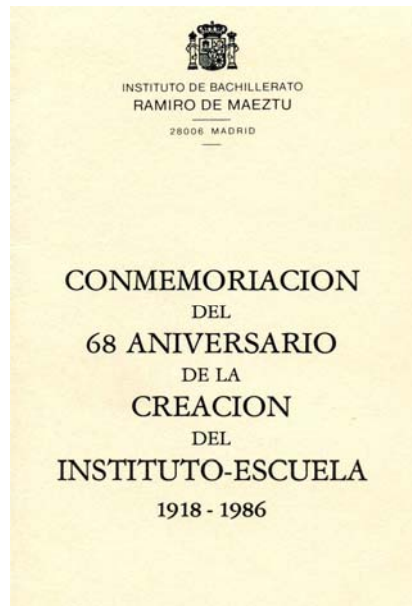 INSTITUTO DE BACHILLERATO
RAMIRO DE MAEZTU
28006 MADRID
CONMEMORIACION
DEL
68 ANIVERSARIO
DE LA
CREACION
DEL
INSTITUTO-ESCUELA
1918 - 1986